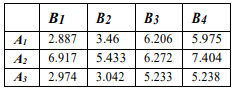 B1 B2 B3 B4
A1 2.887 3.46 6.206 5.975
A2 6.917 5.433 6.272 7.404
A3 2.974 3.042 5.233 5.238